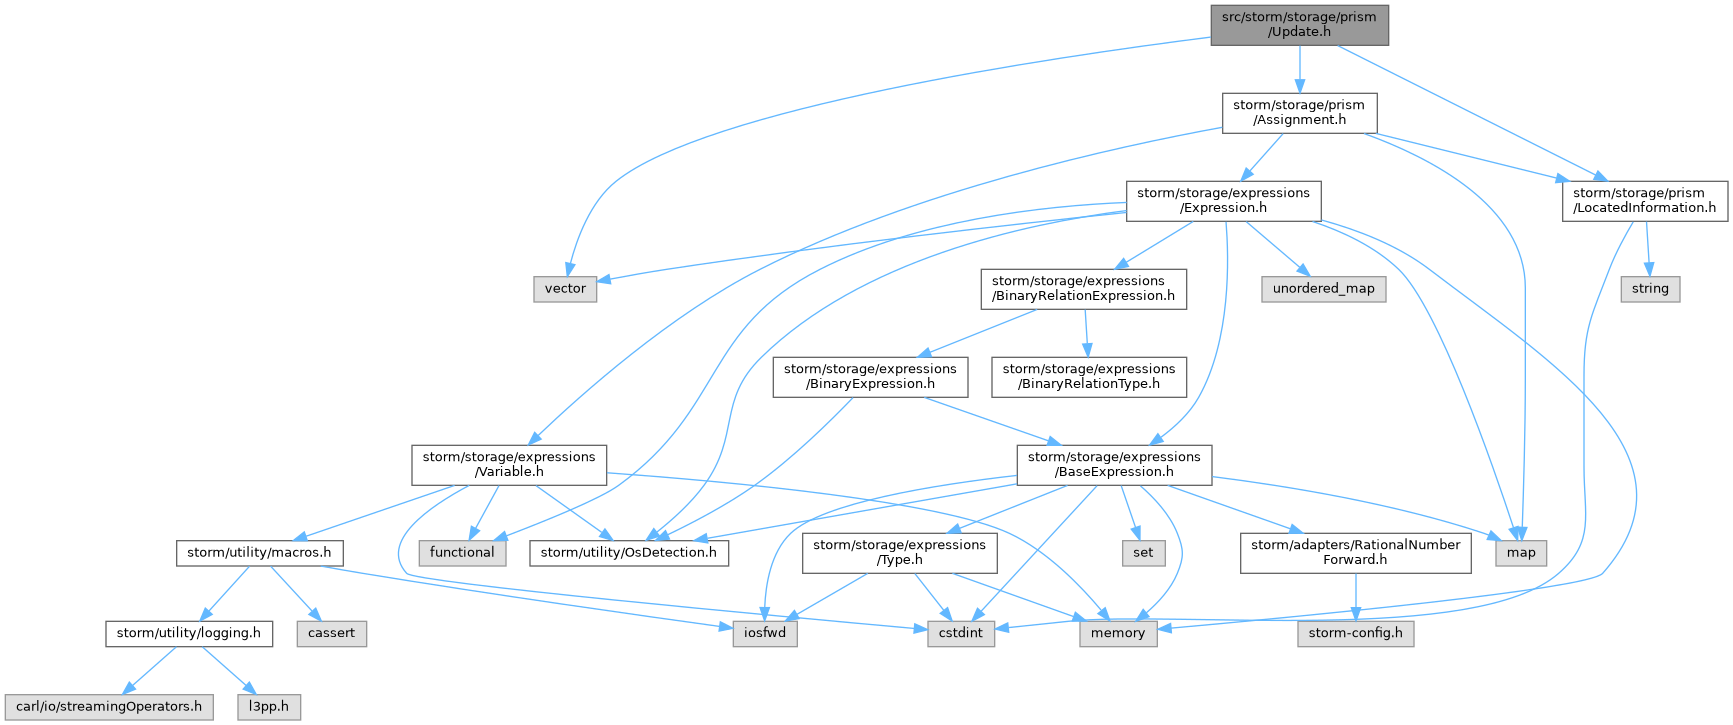 src/storm/storage/prism
/Update.h
storm/storage/prism
/Assignment.h
storm/storage/expressions
/Expression.h
storm/storage/prism
/LocatedInformation.h
vector
storm/storage/expressions
/BinaryRelationExpression.h
unordered_map
string
storm/storage/expressions
/BinaryExpression.h
storm/storage/expressions
/BinaryRelationType.h
storm/storage/expressions
/Variable.h
storm/storage/expressions
/BaseExpression.h
storm/utility/macros.h
functional
storm/utility/OsDetection.h
storm/storage/expressions
/Type.h
set
storm/adapters/RationalNumber
Forward.h
map
storm/utility/logging.h
cassert
iosfwd
cstdint
memory
storm-config.h
carl/io/streamingOperators.h
l3pp.h